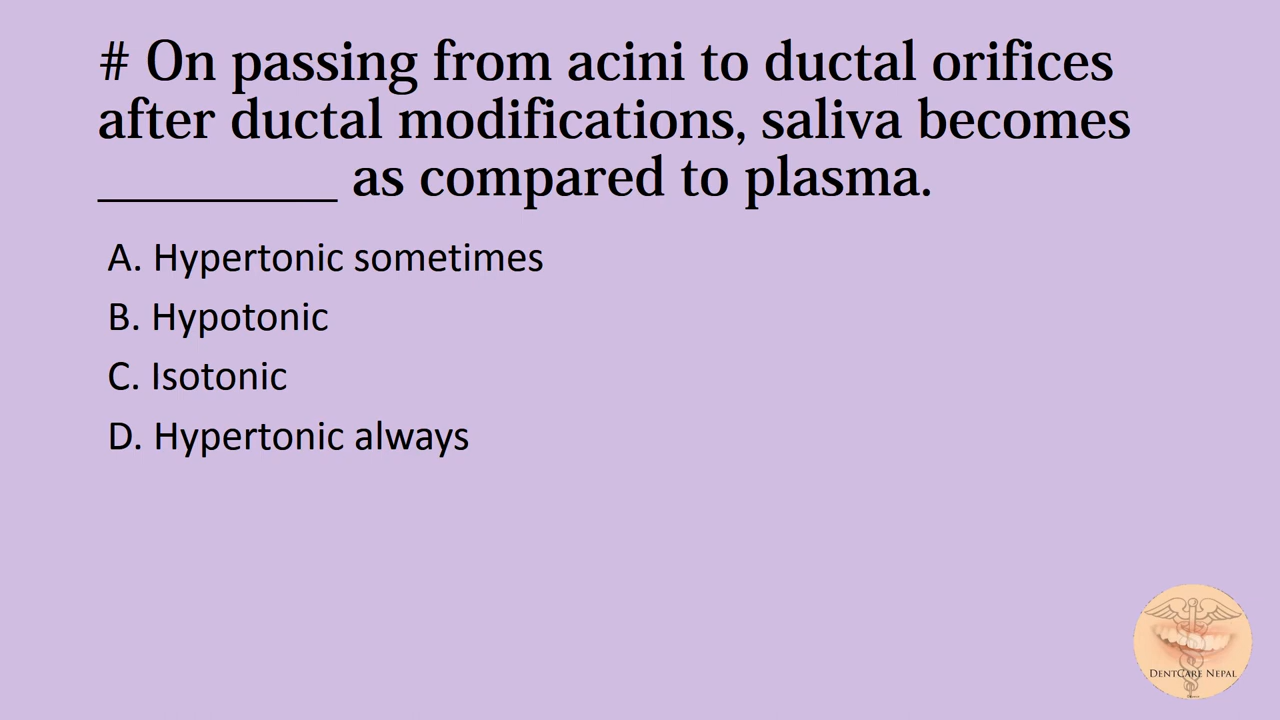 # On passing from acini to ductal orifices
after ductal modifications, saliva becomes
_________ as compared to plasma.
A. Hypertonic sometimes
B. Hypotonic
C. Isotonic
D. Hypertonic always
DENTCARE NEPAL